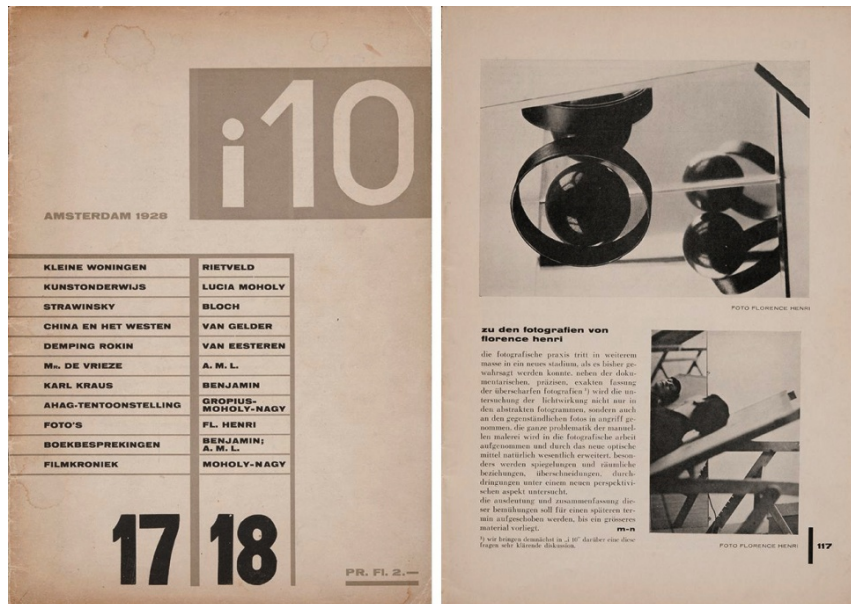 i10
AMSTERDAM 1928
KLEINE WONINGEN RIETVELD
KUNSTONDERWIJS LUCIA MOHOLY
STRAWINSKY BLOCH
CHINA EN HET WESTEN VAN GELDER
DEMPING ROKIN VAN EESTEREN
Mr. DE VRIEZE A. M. L.
KARL KRAUS BENJAMIN
AHAG-TENTOONSTELLING GROPIUS-
MOHOLY-NAGY
FOTO'S FL. HENRI
BOEKBESPREKINGEN BENJAMIN;
A. M. L.
FILMKRONIEK MOHOLY-NAGY
17 18
PR. Fl. 2.—
FOTO FLORENCE HENRI
zu den fotografien von
florence henri
die fotografische praxis tritt in weiterem
masse in ein neues stadium, als es bisher ge-
wahrsagt werden konnte. neben der doku-
mentarischen, präzisen, exakten fassung
der überscharfen fotografien *) wird die un-
tersuchung der lichtwirkung nicht nur in
den abstrakten fotogrammen, sondern auch
an den gegenständlichen fotos in angriff ge-
nommen. die ganze problematik der manuel-
len malerei wird in die fotografische arbeit
aufgenommen und durch das neue optische
mittel natürlich wesentlich erweitert. beson-
ders werden spiegelungen und räumliche
beziehungen, überschneidungen, durch-
dringungen unter einem neuen perspektivi-
schen aspekt untersucht.
die ausdeutung und zusammenfassung die-
ser bemühungen soll für einen späteren ter-
min aufgeschoben werden, bis ein grösseres
material vorliegt. m-n
*) wir bringen demnächst in „i 10" darüber eine diese
fragen sehr klärende diskussion.
FOTO FLORENCE HENRI
117